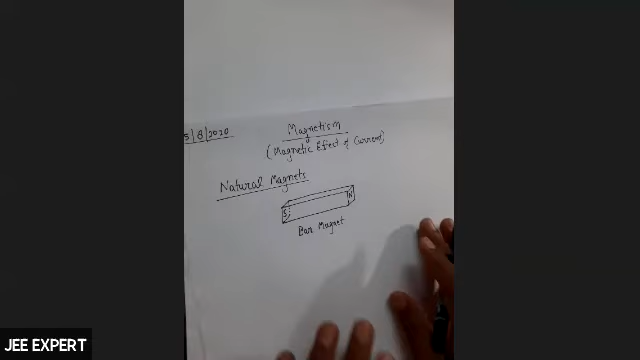 5/8/2020
Magnetism
(Magnetic Effect of Current)
Natural Magnets
S N
Bar Magnet
JEE EXPERT